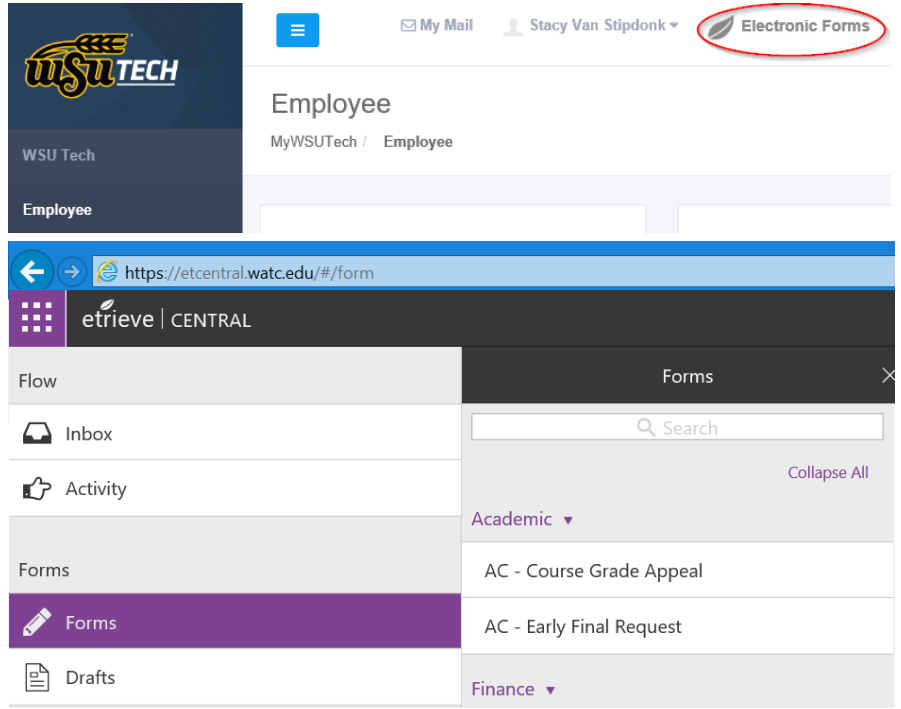 My Mail
Stacy Van Stipdonk
Electronic Forms
WSU TECH
Employee
MyWSUTech / Employee
WSU Tech
Employee
https://etcentral.watc.edu/#/form
etrieve | CENTRAL
Flow
Inbox
Activity
Forms
Forms
Drafts
Forms
Search
Collapse All
Academic
AC - Course Grade Appeal
AC - Early Final Request
Finance